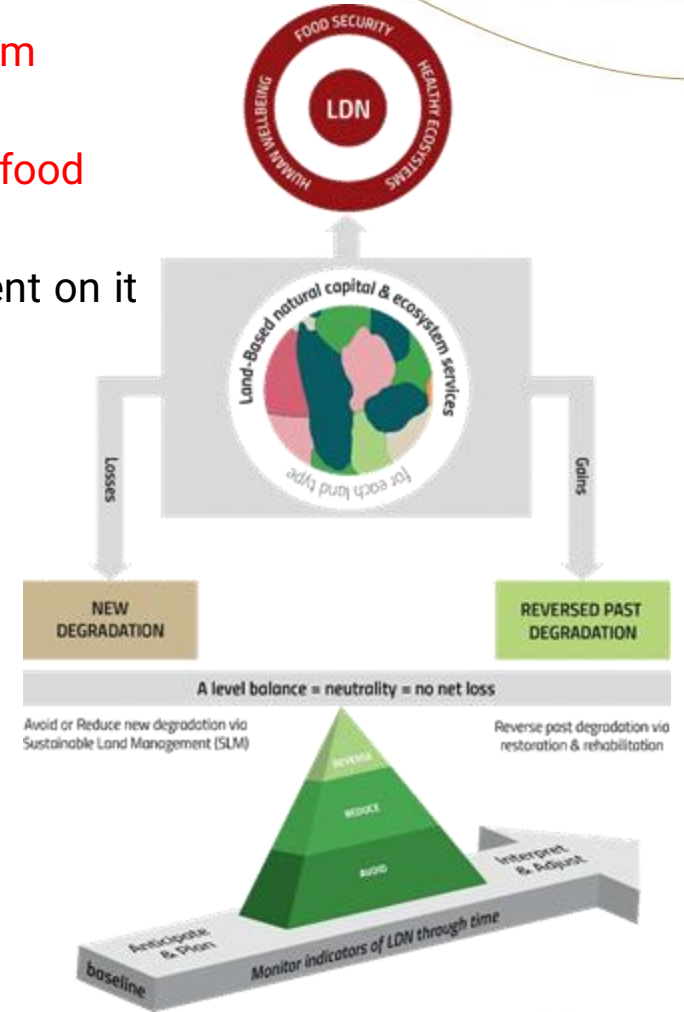 m
food
ent on it
FOOD SECURITY
HUMAN WELLBEING
HEALTHY ECOSYSTEMS
LDN
Land-Based natural capital & ecosystem services
for each land type
Losses
Gains
NEW
DEGRADATION
REVERSED PAST
DEGRADATION
A level balance = neutrality = no net loss
Avoid or Reduce new degradation via
Sustainable Land Management (SLM)
Reverse past degradation via
restoration & rehabilitation
REVERSE
REDUCE
AVOID
Interpret
& Adjust
Anticipate
& Plan
Monitor indicators of LDN through time
baseline